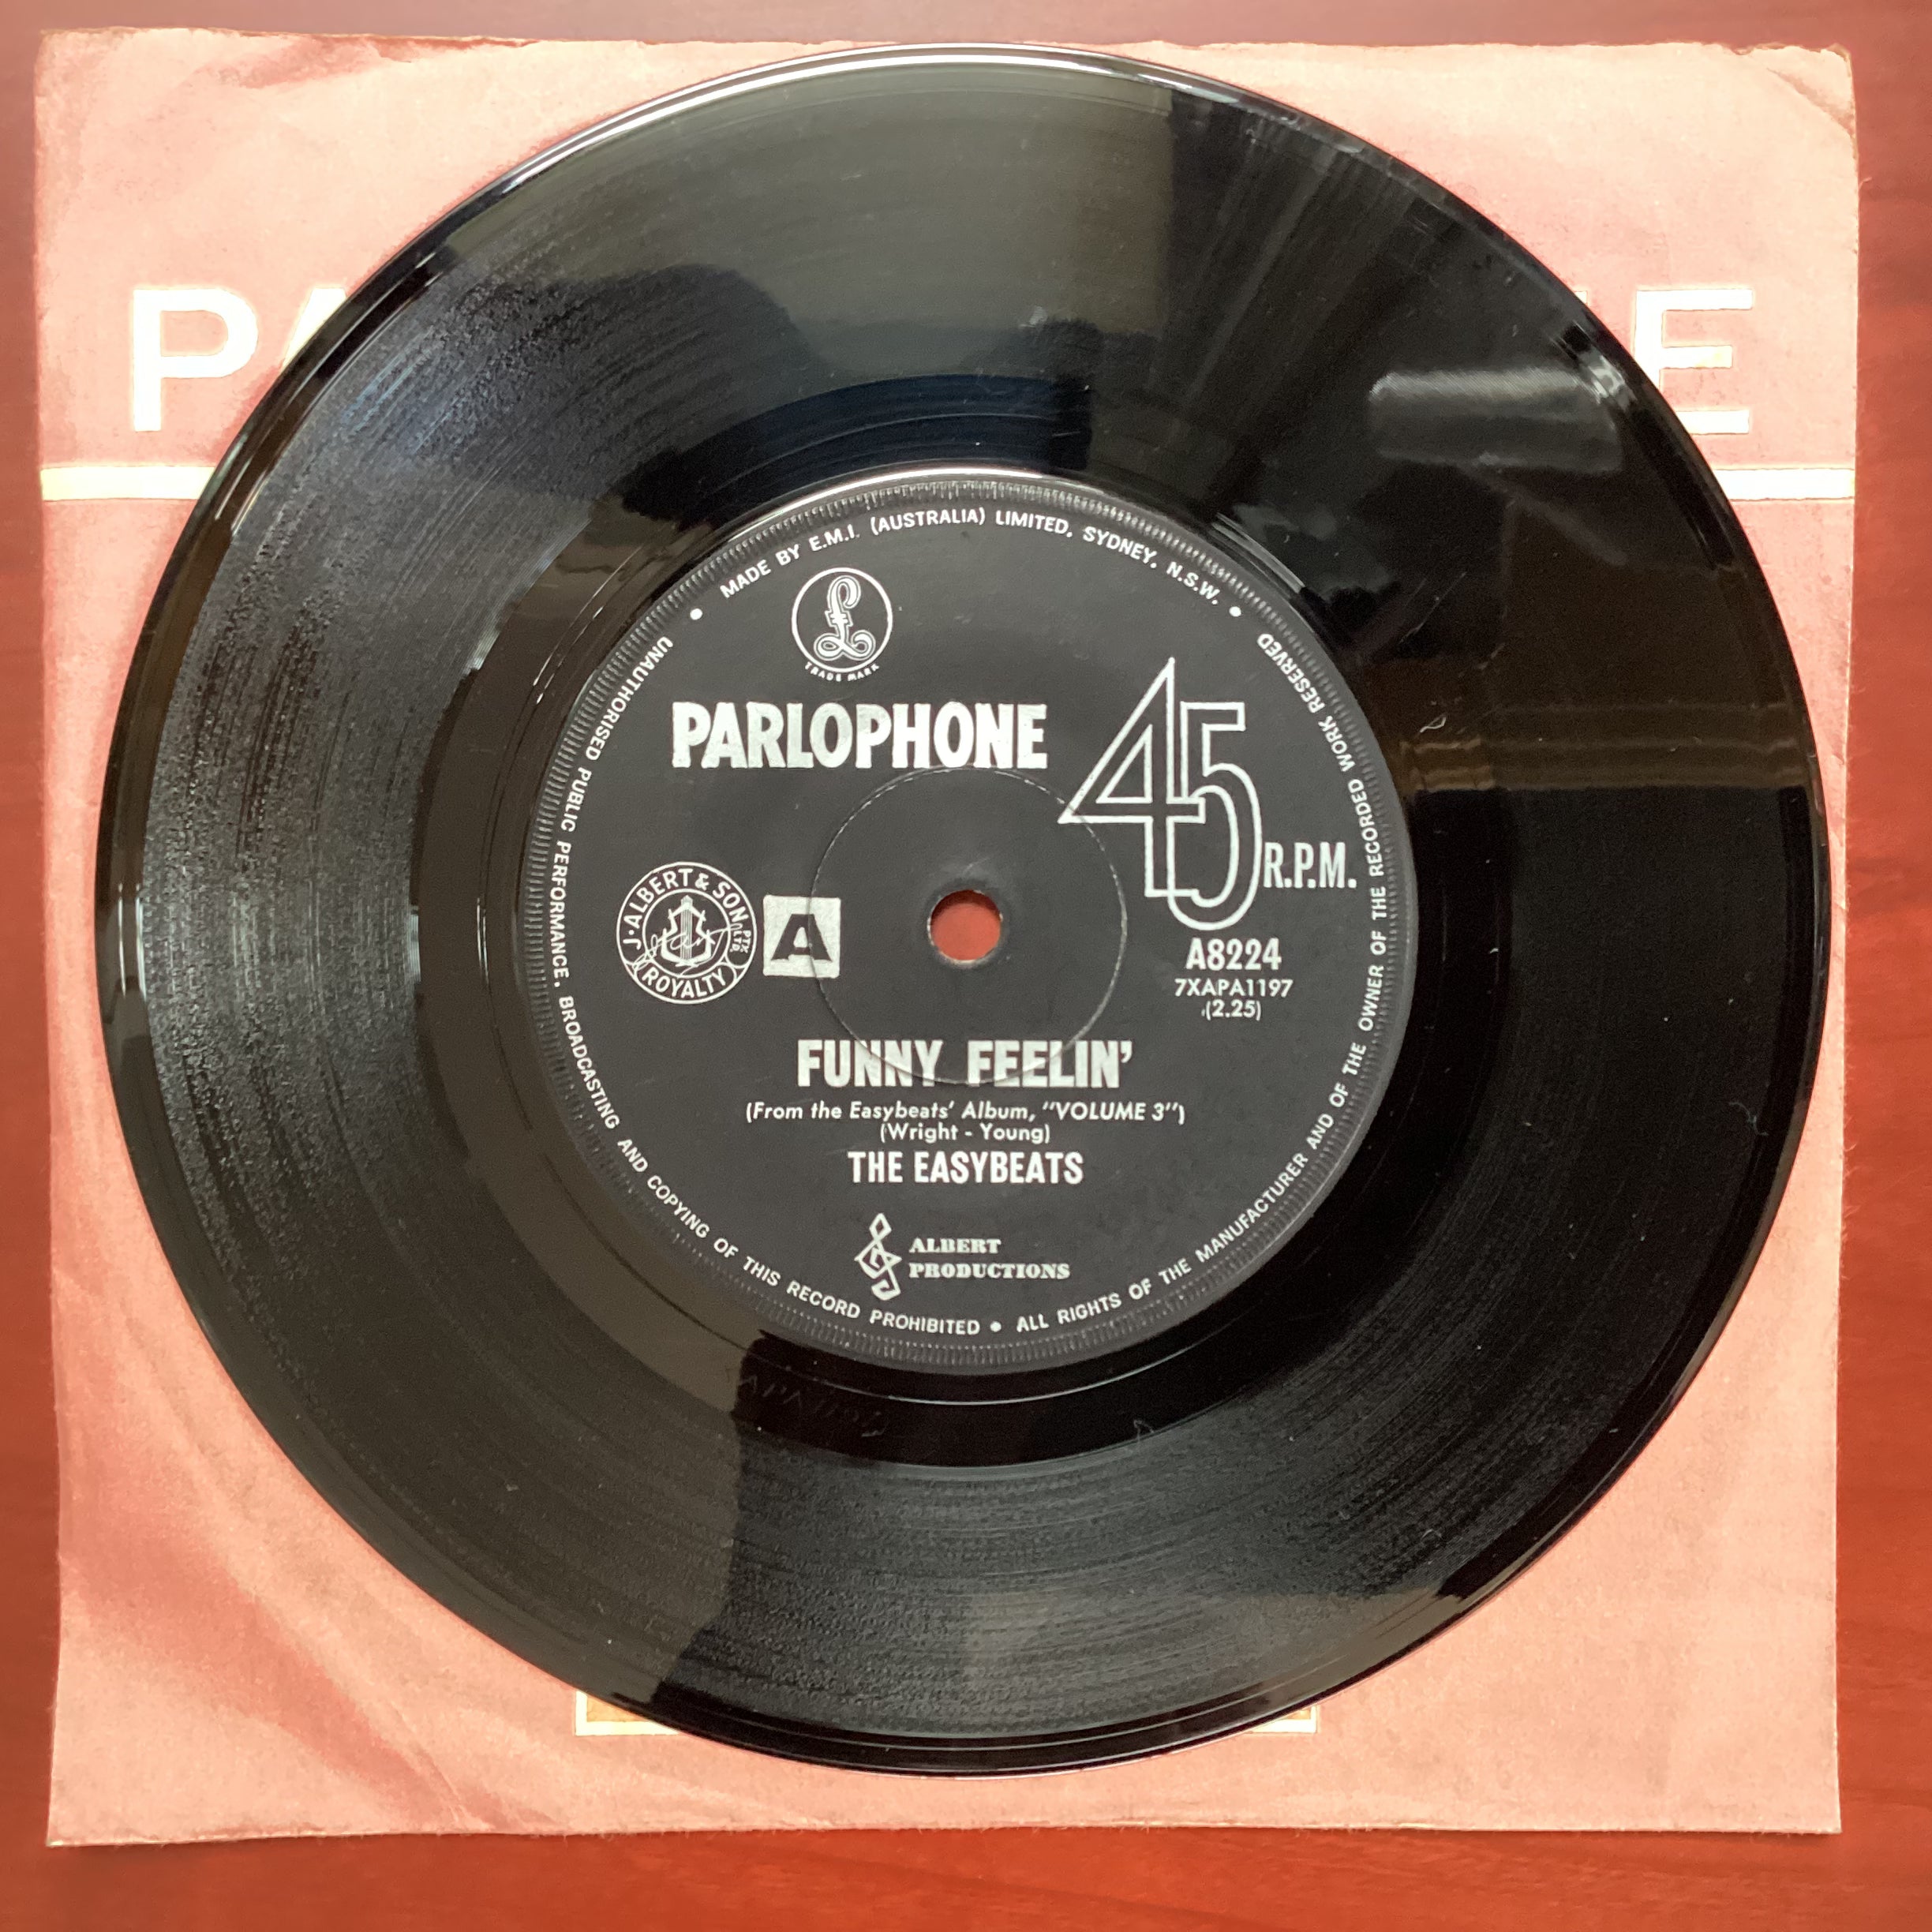 PA
E
MADE BY E.M.I. (AUSTRALIA) LIMITED, SYDNEY, N.S.W. •
UNAUTHORISED PUBLIC PERFORMANCE, BROADCASTING AND COPYING OF THIS RECORD PROHIBITED • ALL RIGHTS OF THE MANUFACTURER AND OF THE OWNER OF THE RECORDED WORK RESERVED
£
TRADE MARK
PARLOPHONE
45 R.P.M.
J. ALBERT & SON PTY. LTD.
ROYALTY
A
A8224
7XAPA1197
(2.25)
FUNNY FEELIN'
(From the Easybeats' Album, "VOLUME 3")
(Wright - Young)
THE EASYBEATS
ALBERT
PRODUCTIONS